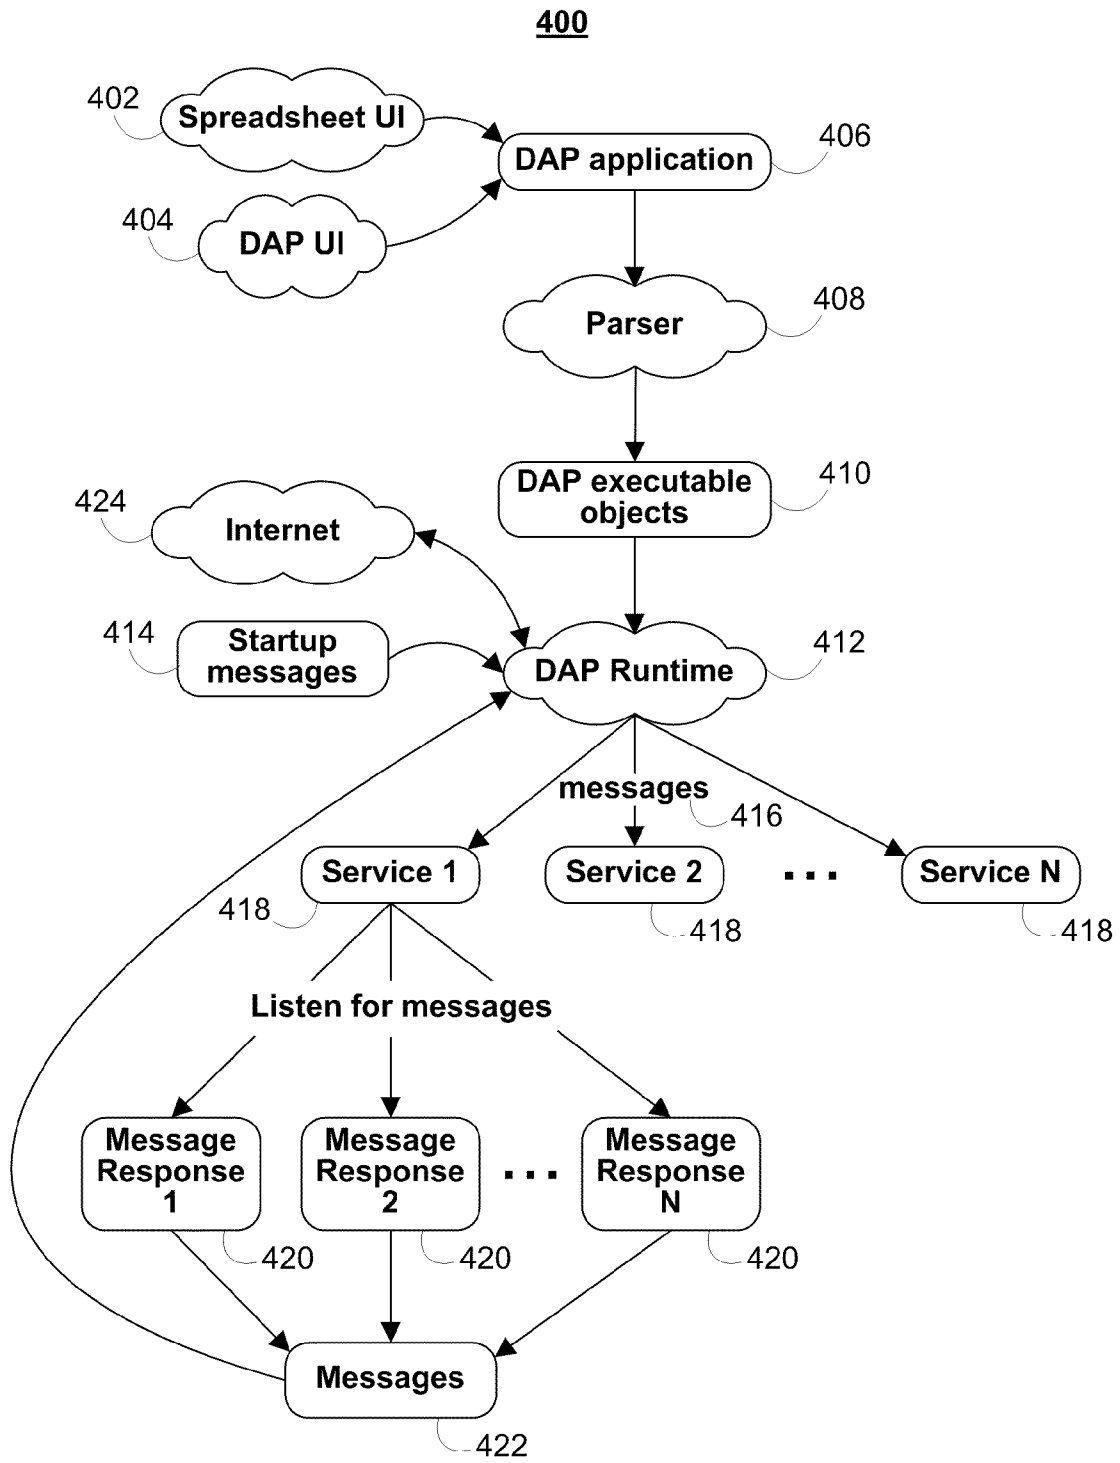 400
402
Spreadsheet UI
DAP application
406
404
DAP UI
408
Parser
DAP executable
objects
410
424
Internet
414
Startup
messages
DAP Runtime
412
messages
416
Service 1
Service 2
...
Service N
418
418
418
Listen for messages
Message
Response
1
Message
Response
2
...
Message
Response
N
420
420
420
Messages
422